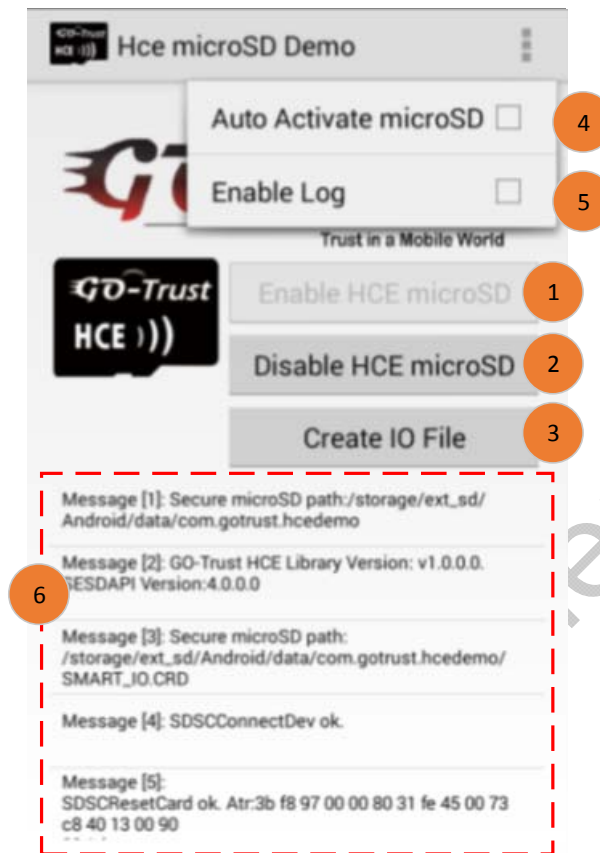 GO-Trust
HCE )))
Hce microSD Demo
Auto Activate microSD
4
Enable Log
5
GO
Trust in a Mobile World
GO-Trust
HCE )))
Enable HCE microSD
1
Disable HCE microSD
2
Create IO File
3
Message [1]: Secure microSD path:/storage/ext_sd/
Android/data/com.gotrust.hcedemo
Message [2]: GO-Trust HCE Library Version: v1.0.0.0.
SESDAPI Version:4.0.0.0
6
Message [3]: Secure microSD path:
/storage/ext_sd/Android/data/com.gotrust.hcedemo/
SMART_IO.CRD
Message [4]: SDSCConnectDev ok.
Message [5]:
SDSCResetCard ok. Atr:3b f8 97 00 00 80 31 fe 45 00 73
c8 40 13 00 90